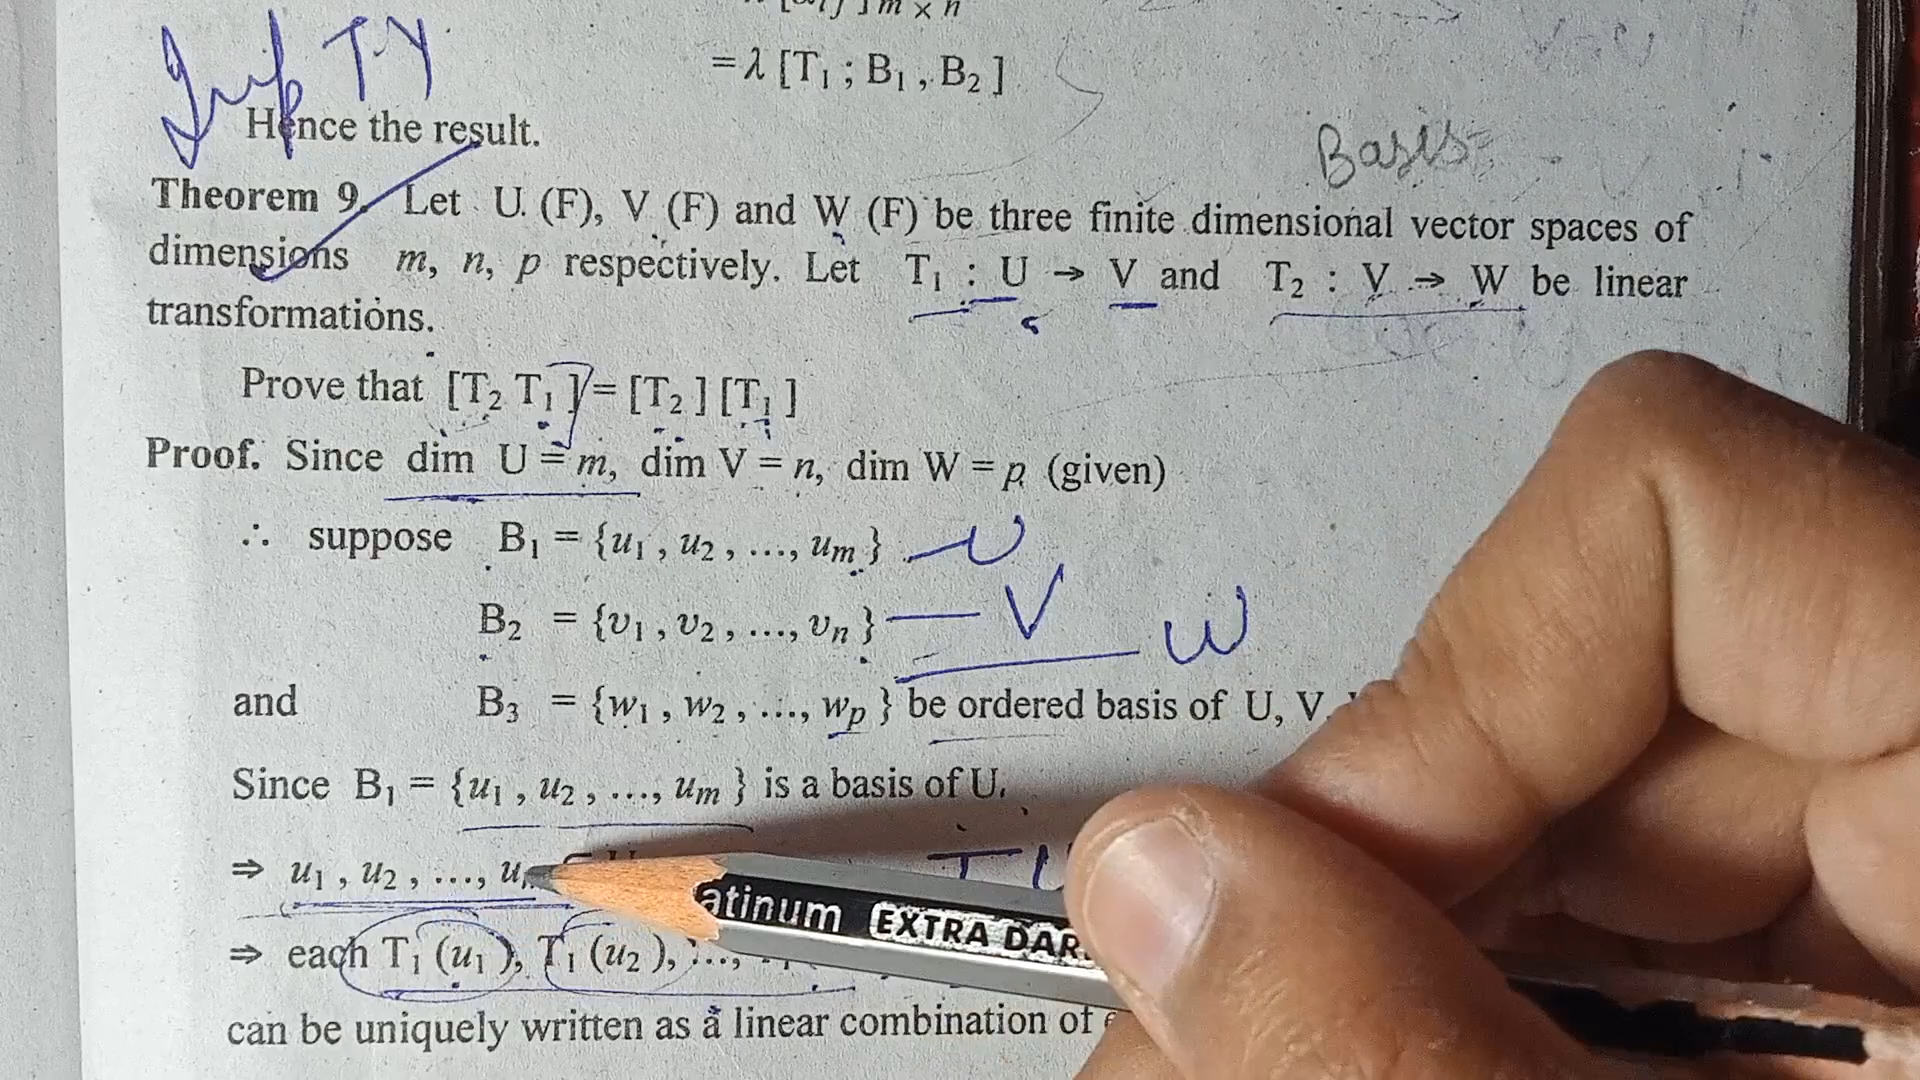 = λ [T₁ ; B₁ , B₂ ]
Imp T.Y
Hence the result.
Basis
Theorem 9. Let U (F), V (F) and W (F) be three finite dimensional vector spaces of
dimensions m, n, p respectively. Let T₁ : U → V and T₂ : V → W be linear
transformations.
Prove that [T₂ T₁ ] = [T₂ ] [T₁ ]
Proof. Since dim U = m, dim V = n, dim W = p (given)
∴ suppose B₁ = {u₁ , u₂ , ..., uₘ } U
B₂ = {v₁ , v₂ , ..., vₙ } — V
W
and B₃ = {w₁ , w₂ , ..., wₚ } be ordered basis of U, V,
Since B₁ = {u₁ , u₂ , ..., uₘ } is a basis of U.
⇒ u₁ , u₂ , ...,
⇒ each T₁ (u₁ ), T₁ (u₂ ), ...,
can be uniquely written as a linear combination of
atinum EXTRA DAR